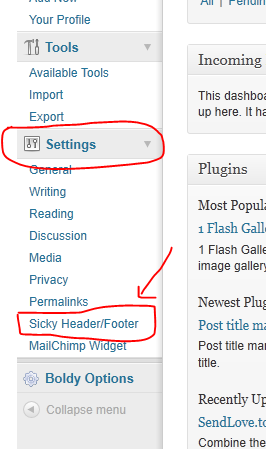 Add New
Your Profile
Tools
Available Tools
Import
Export
Settings
General
Writing
Reading
Discussion
Media
Privacy
Permalinks
Sicky Header/Footer
MailChimp Widget
Boldy Options
Collapse menu
All | Pending
Incoming
This dashboa
up here. It ha
Plugins
Most Popula
1 Flash Galle
1 Flash Galle
image gallery
Newest Plug
Post title mar
Post title mar
title.
Recently Up
SendLove.to
Combine the